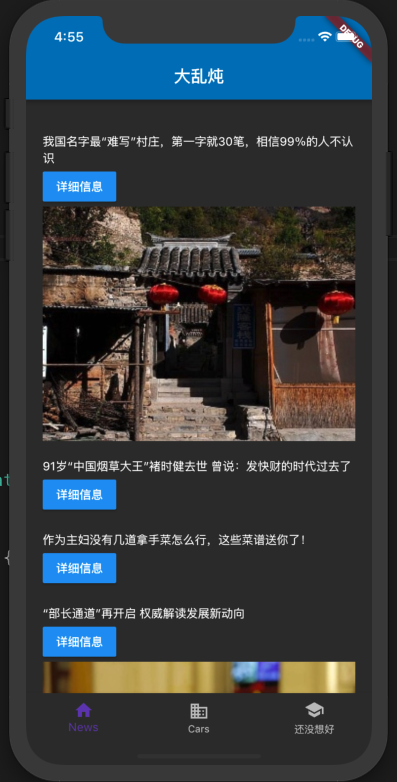 4:55
DEBUG
大乱炖
我国名字最“难写”村庄，第一字就30笔，相信99%的人不认
识
详细信息
91岁“中国烟草大王”褚时健去世 曾说：发快财的时代过去了
详细信息
作为主妇没有几道拿手菜怎么行，这些菜谱送你了！
详细信息
“部长通道”再开启 权威解读发展新动向
详细信息
{
News
Cars
还没想好